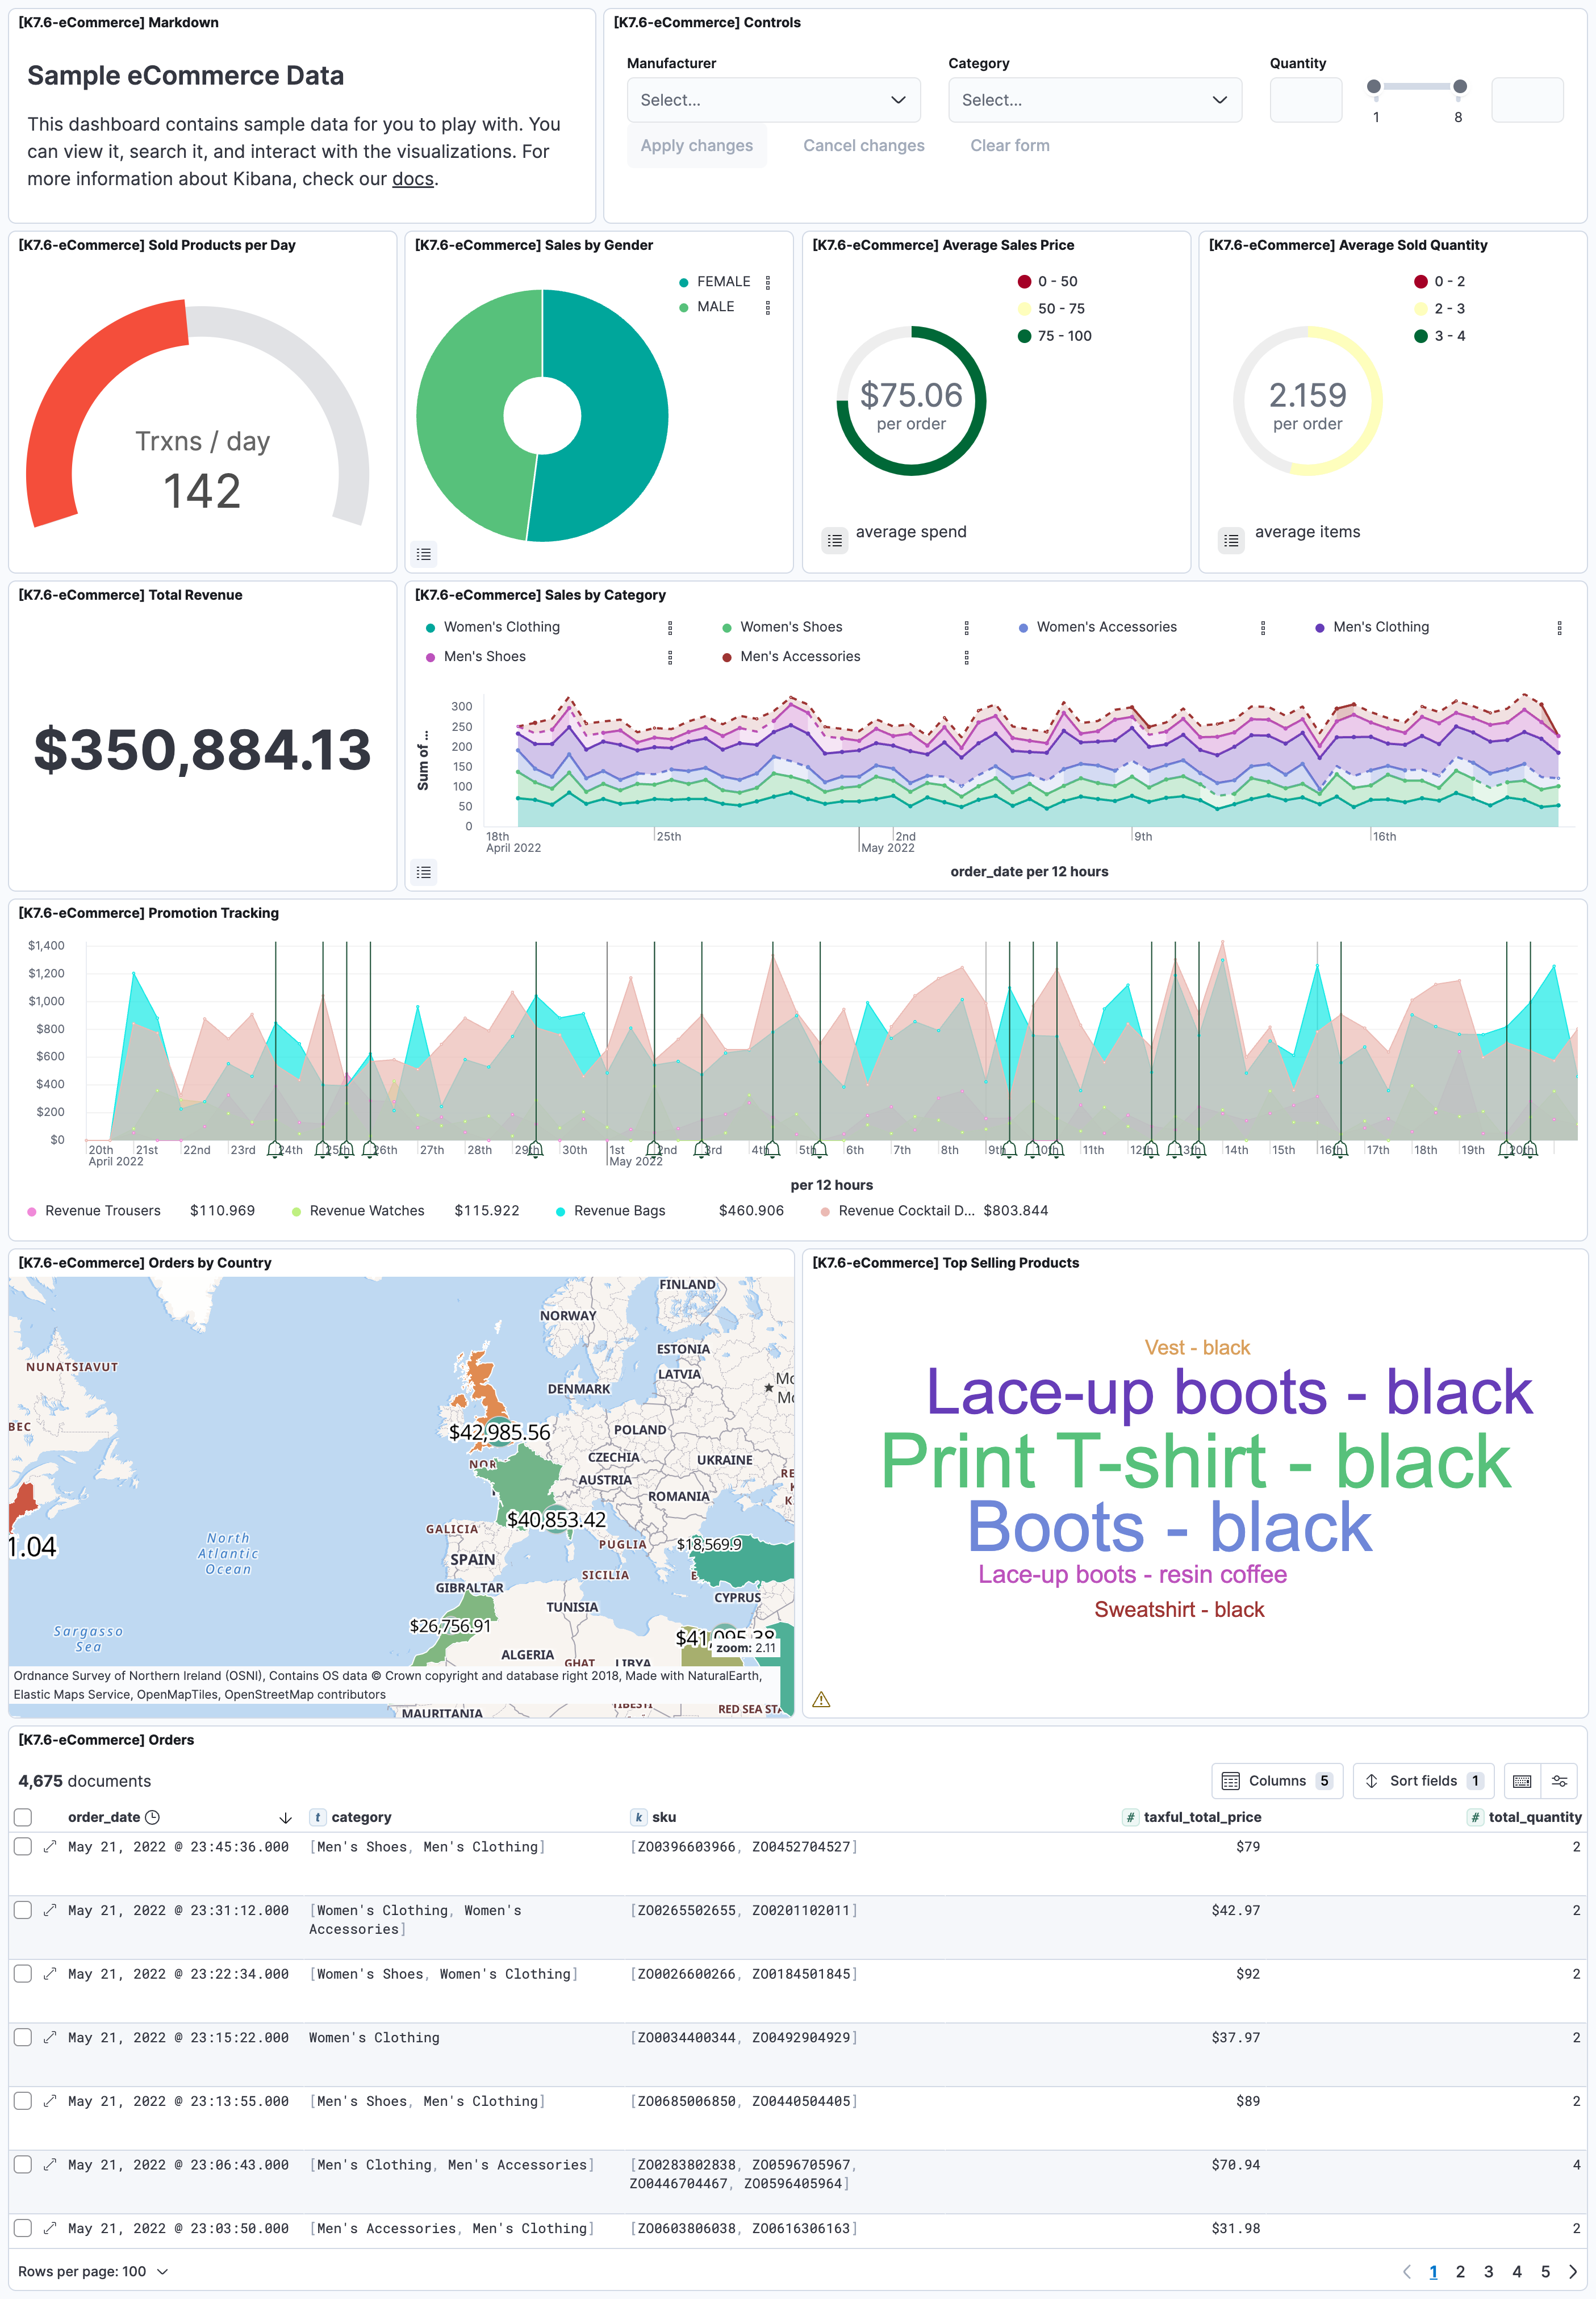 [K7.6-eCommerce] Markdown
Sample eCommerce Data
This dashboard contains sample data for you to play with. You
can view it, search it, and interact with the visualizations. For
more information about Kibana, check our docs.
[K7.6-eCommerce] Controls
Manufacturer
Category
Quantity
Select...
Select...
1
8
Apply changes
Cancel changes
Clear form
[K7.6-eCommerce] Sold Products per Day
Trxns / day
142
[K7.6-eCommerce] Sales by Gender
FEMALE
MALE
[K7.6-eCommerce] Average Sales Price
0 - 50
50 - 75
75 - 100
$75.06
per order
average spend
[K7.6-eCommerce] Average Sold Quantity
0 - 2
2 - 3
3 - 4
2.159
per order
average items
[K7.6-eCommerce] Total Revenue
$350,884.13
[K7.6-eCommerce] Sales by Category
Women's Clothing
Women's Shoes
Women's Accessories
Men's Clothing
Men's Shoes
Men's Accessories
Sum of ...
300
250
200
150
100
50
0
18th
April 2022
25th
2nd
May 2022
9th
16th
order_date per 12 hours
[K7.6-eCommerce] Promotion Tracking
$1,400
$1,200
$1,000
$800
$600
$400
$200
$0
20th 21st 22nd 23rd 24th 25th 26th 27th 28th 29th 30th 1st 2nd 3rd 4th 5th 6th 7th 8th 9th 10th 11th 12th 13th 14th 15th 16th 17th 18th 19th 20th
April 2022
May 2022
per 12 hours
Revenue Trousers $110.969
Revenue Watches $115.922
Revenue Bags $460.906
Revenue Cocktail D... $803.844
[K7.6-eCommerce] Orders by Country
FINLAND
NORWAY
ESTONIA
NUNATSIAVUT
LATVIA
DENMARK
BEC
$42,985.56
POLAND
CZECHIA
UKRAINE
NOR
AUSTRIA
ROMANIA
$40,853.42
GALICIA
1.04
North
Atlantic
Ocean
PUGLIA
$18,569.9
SPAIN
SICILIA
GIBRALTAR
CYPRUS
TUNISIA
$26,756.91
Sargasso
Sea
$41,095.38
zoom: 2.11
ALGERIA
GHAT
LIBYA
Ordnance Survey of Northern Ireland (OSNI), Contains OS data © Crown copyright and database right 2018, Made with NaturalEarth,
Elastic Maps Service, OpenMapTiles, OpenStreetMap contributors
MAURITANIA
TIBESTI
RED SEA STA
[K7.6-eCommerce] Top Selling Products
Vest - black
Lace-up boots - black
Print T-shirt - black
Boots - black
Lace-up boots - resin coffee
Sweatshirt - black
[K7.6-eCommerce] Orders
4,675 documents
Columns 5
Sort fields 1
order_date
t category
k sku
# taxful_total_price
# total_quantity
May 21, 2022 @ 23:45:36.000 [Men's Shoes, Men's Clothing] [ZO0396603966, ZO0452704527] $79 2
May 21, 2022 @ 23:31:12.000 [Women's Clothing, Women's [ZO0265502655, ZO0201102011] $42.97 2
Accessories]
May 21, 2022 @ 23:22:34.000 [Women's Shoes, Women's Clothing] [ZO0026600266, ZO0184501845] $92 2
May 21, 2022 @ 23:15:22.000 Women's Clothing [ZO0034400344, ZO0492904929] $37.97 2
May 21, 2022 @ 23:13:55.000 [Men's Shoes, Men's Clothing] [ZO0685006850, ZO0440504405] $89 2
May 21, 2022 @ 23:06:43.000 [Men's Clothing, Men's Accessories] [ZO0283802838, ZO0596705967, $70.94 4
ZO0446704467, ZO0596405964]
May 21, 2022 @ 23:03:50.000 [Men's Accessories, Men's Clothing] [ZO0603806038, ZO0616306163] $31.98 2
Rows per page: 100
1 2 3 4 5